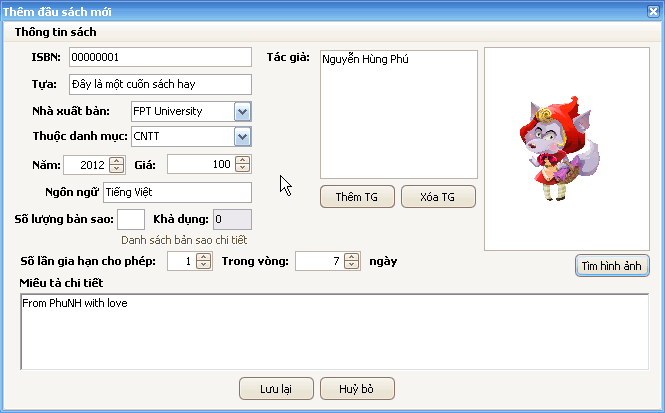 Thêm đầu sách mới
Thông tin sách
ISBN: 00000001
Tựa: Đây là một cuốn sách hay
Nhà xuất bản: FPT University
Thuộc danh mục: CNTT
Năm: 2012 Giá: 100
Ngôn ngữ Tiếng Việt
Số lượng bản sao: Khả dụng: 0
Danh sách bản sao chi tiết
Số lần gia hạn cho phép: 1 Trong vòng: 7 ngày
Tác giả: Nguyễn Hùng Phú
Thêm TG Xóa TG
Tìm hình ảnh
Miêu tả chi tiết
From PhuNH with love
Lưu lại Huỷ bỏ